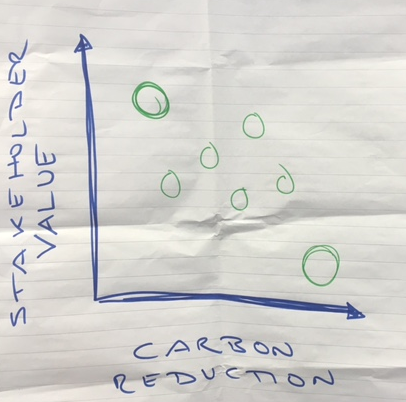 STAKEHOLDER
VALUE
CARBON
REDUCTION